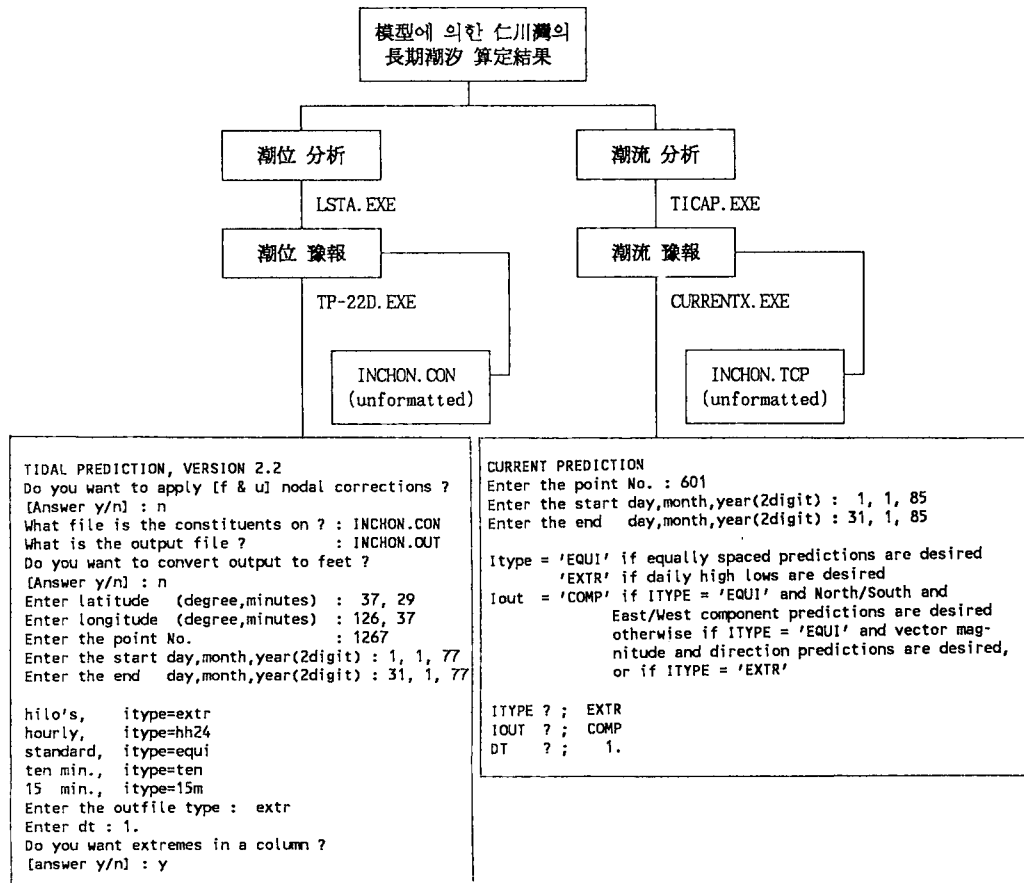 模型에 의한 仁川灣의
長期潮汐 算定結果
潮位 分析
潮流 分析
LSTA.EXE
TICAP.EXE
潮位 豫報
潮流 豫報
TP-22D.EXE
CURRENTX.EXE
INCHON.CON
(unformatted)
INCHON.TCP
(unformatted)
TIDAL PREDICTION, VERSION 2.2
Do you want to apply [f & u] nodal corrections ?
[Answer y/n] : n
What file is the constituents on ? : INCHON.CON
What is the output file ? : INCHON.OUT
Do you want to convert output to feet ?
[Answer y/n] : n
Enter latitude (degree,minutes) : 37, 29
Enter longitude (degree,minutes) : 126, 37
Enter the point No. : 1267
Enter the start day,month,year(2digit) : 1, 1, 77
Enter the end day,month,year(2digit) : 31, 1, 77
hilo's, itype=extr
hourly, itype=hh24
standard, itype=equi
ten min., itype=ten
15 min., itype=15m
Enter the outfile type : extr
Enter dt : 1.
Do you want extremes in a column ?
[answer y/n] : y
CURRENT PREDICTION
Enter the point No. : 601
Enter the start day,month,year(2digit) : 1, 1, 85
Enter the end day,month,year(2digit) : 31, 1, 85
Itype = 'EQUI' if equally spaced predictions are desired
'EXTR' if daily high lows are desired
Iout = 'COMP' if ITYPE = 'EQUI' and North/South and
East/West component predictions are desired
otherwise if ITYPE = 'EQUI' and vector mag-
nitude and direction predictions are desired,
or if ITYPE = 'EXTR'
ITYPE ? ; EXTR
IOUT ? ; COMP
DT ? ; 1.